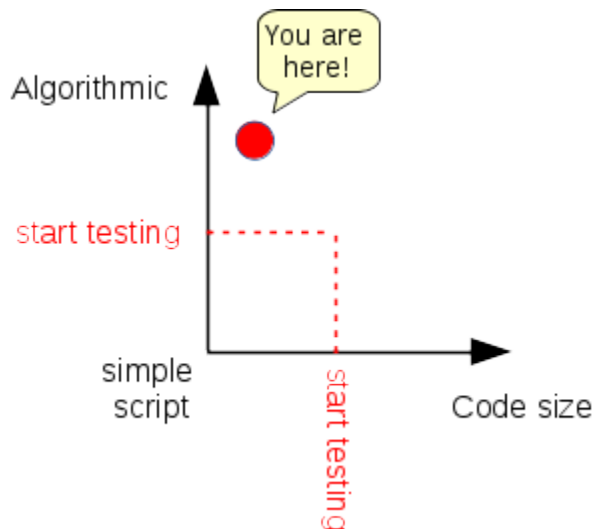 You are
here!
Algorithmic
start testing
simple
script
start testing
Code size